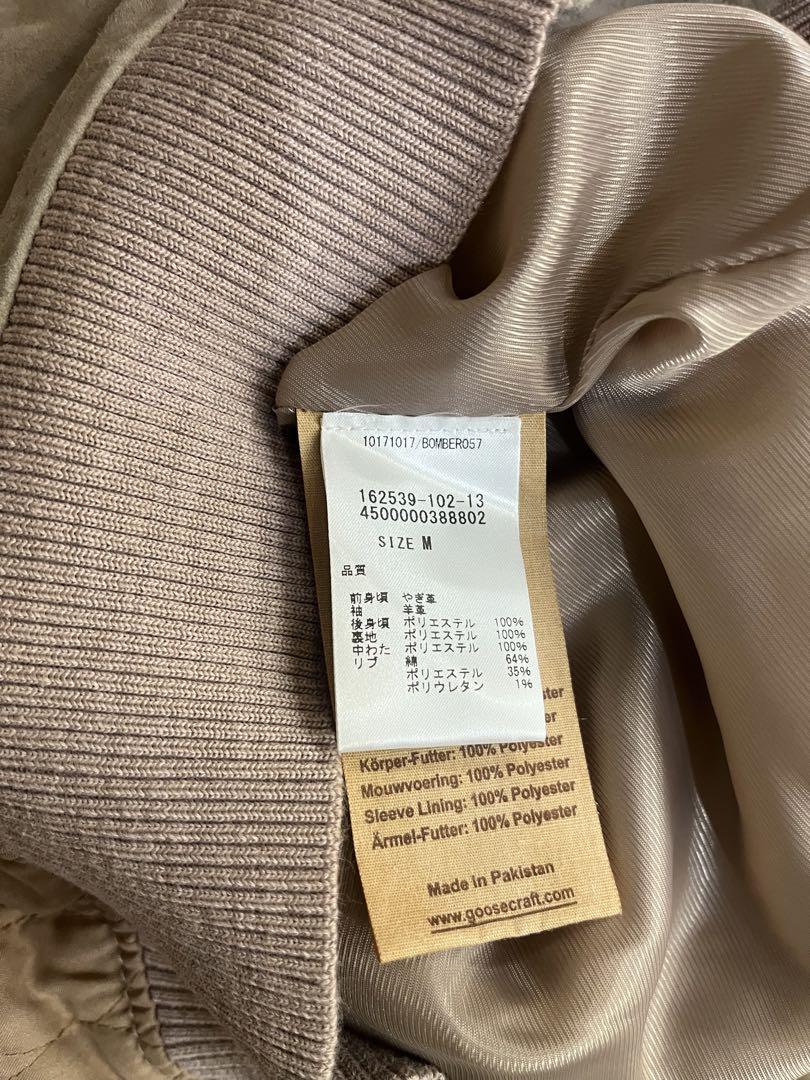 10171017/BOMBER057
162539-102-13
4500000388802
SIZE M
品質
前身頃 やぎ革
袖 羊革
後身頃 ポリエステル 100%
裏地 ポリエステル 100%
中わた ポリエステル 100%
リブ 綿 64%
ポリエステル 35%
ポリウレタン 1%
Körper-Futter: 100% Polyester
Mouwvoering: 100% Polyester
Sleeve Lining: 100% Polyester
Ärmel-Futter: 100% Polyester
Made in Pakistan
www.goosecraft.com